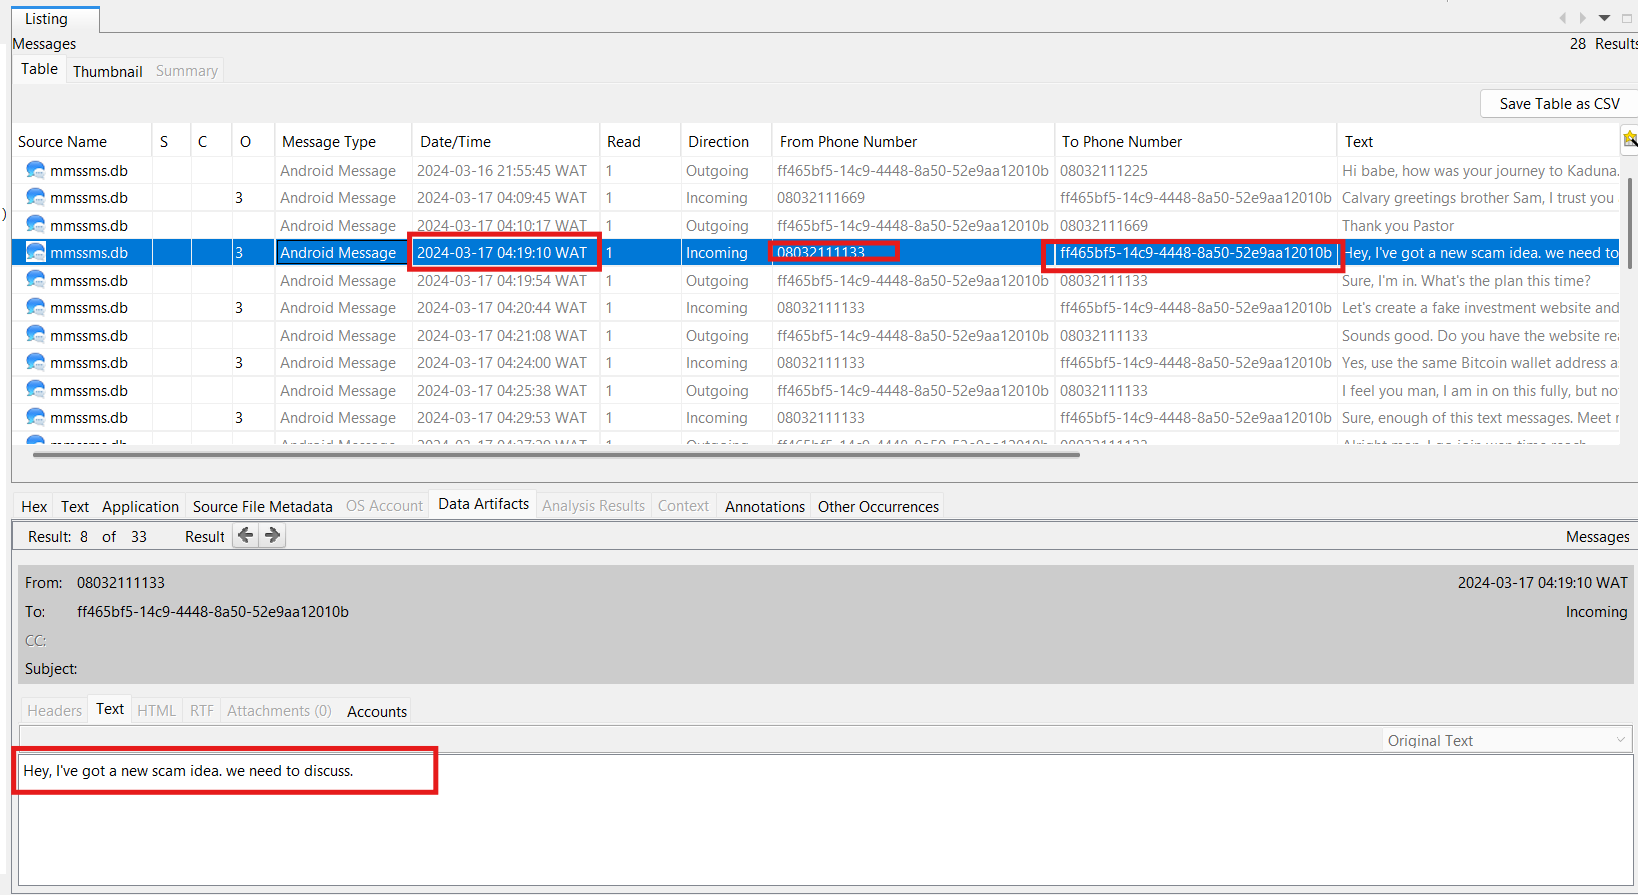 Listing
Messages
28 Results
Table Thumbnail Summary
Save Table as CSV
Source Name S C O Message Type Date/Time Read Direction From Phone Number To Phone Number Text
mmssms.db Android Message 2024-03-16 21:55:45 WAT 1 Outgoing ff465bf5-14c9-4448-8a50-52e9aa12010b 08032111225 Hi babe, how was your journey to Kaduna.
mmssms.db 3 Android Message 2024-03-17 04:09:45 WAT 1 Incoming 08032111669 ff465bf5-14c9-4448-8a50-52e9aa12010b Calvary greetings brother Sam, I trust you
mmssms.db Android Message 2024-03-17 04:10:17 WAT 1 Outgoing ff465bf5-14c9-4448-8a50-52e9aa12010b 08032111669 Thank you Pastor
mmssms.db 3 Android Message 2024-03-17 04:19:10 WAT 1 Incoming 08032111133 ff465bf5-14c9-4448-8a50-52e9aa12010b Hey, I've got a new scam idea. we need to
mmssms.db Android Message 2024-03-17 04:19:54 WAT 1 Outgoing ff465bf5-14c9-4448-8a50-52e9aa12010b 08032111133 Sure, I'm in. What's the plan this time?
mmssms.db 3 Android Message 2024-03-17 04:20:44 WAT 1 Incoming 08032111133 ff465bf5-14c9-4448-8a50-52e9aa12010b Let's create a fake investment website and
mmssms.db Android Message 2024-03-17 04:21:08 WAT 1 Outgoing ff465bf5-14c9-4448-8a50-52e9aa12010b 08032111133 Sounds good. Do you have the website
mmssms.db 3 Android Message 2024-03-17 04:24:00 WAT 1 Incoming 08032111133 ff465bf5-14c9-4448-8a50-52e9aa12010b Yes, use the same Bitcoin wallet address a
mmssms.db Android Message 2024-03-17 04:25:38 WAT 1 Outgoing ff465bf5-14c9-4448-8a50-52e9aa12010b 08032111133 I feel you man, I am in on this fully, but no
mmssms.db 3 Android Message 2024-03-17 04:29:53 WAT 1 Incoming 08032111133 ff465bf5-14c9-4448-8a50-52e9aa12010b Sure, enough of this text messages. Meet
Hex Text Application Source File Metadata OS Account Data Artifacts Analysis Results Context Annotations Other Occurrences
Result: 8 of 33 Result Messages
From: 08032111133 2024-03-17 04:19:10 WAT
To: ff465bf5-14c9-4448-8a50-52e9aa12010b Incoming
CC:
Subject:
Headers Text HTML RTF Attachments (0) Accounts
Original Text
Hey, I've got a new scam idea. we need to discuss.